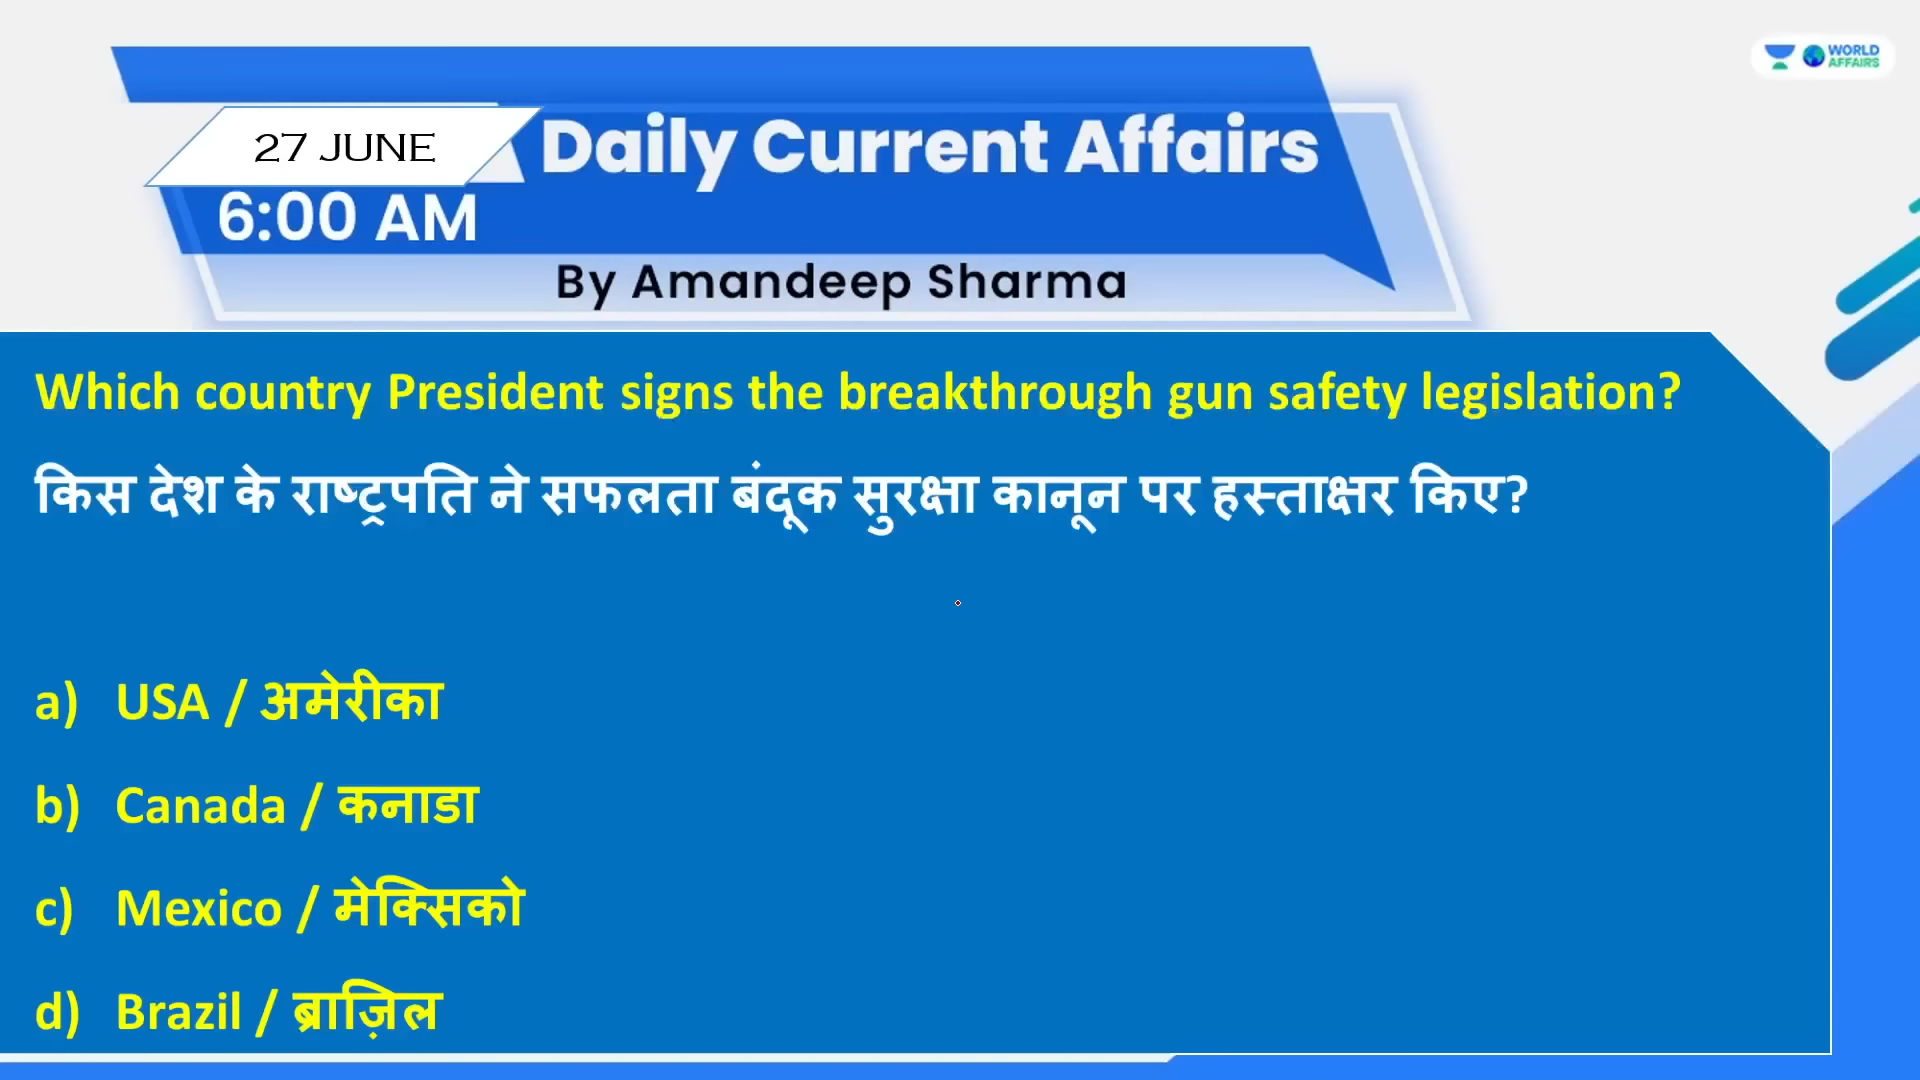 WORLD
AFFAIRS
27 JUNE
Daily Current Affairs
6:00 AM
By Amandeep Sharma
Which country President signs the breakthrough gun safety legislation?
किस देश के राष्ट्रपति ने सफलता बंदूक सुरक्षा कानून पर हस्ताक्षर किए?
a) USA / अमेरीका
b) Canada / कनाडा
c) Mexico / मेक्सिको
d) Brazil / ब्राज़िल